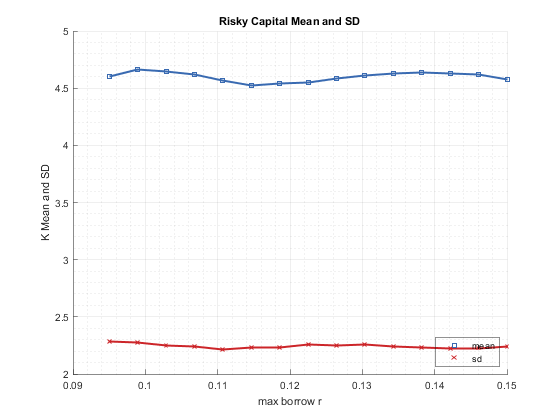 Risky Capital Mean and SD
5
4.5
4
3.5
3
2.5
2
K Mean and SD
0.09
0.1
0.11
0.12
0.13
0.14
0.15
max borrow r
mean
sd